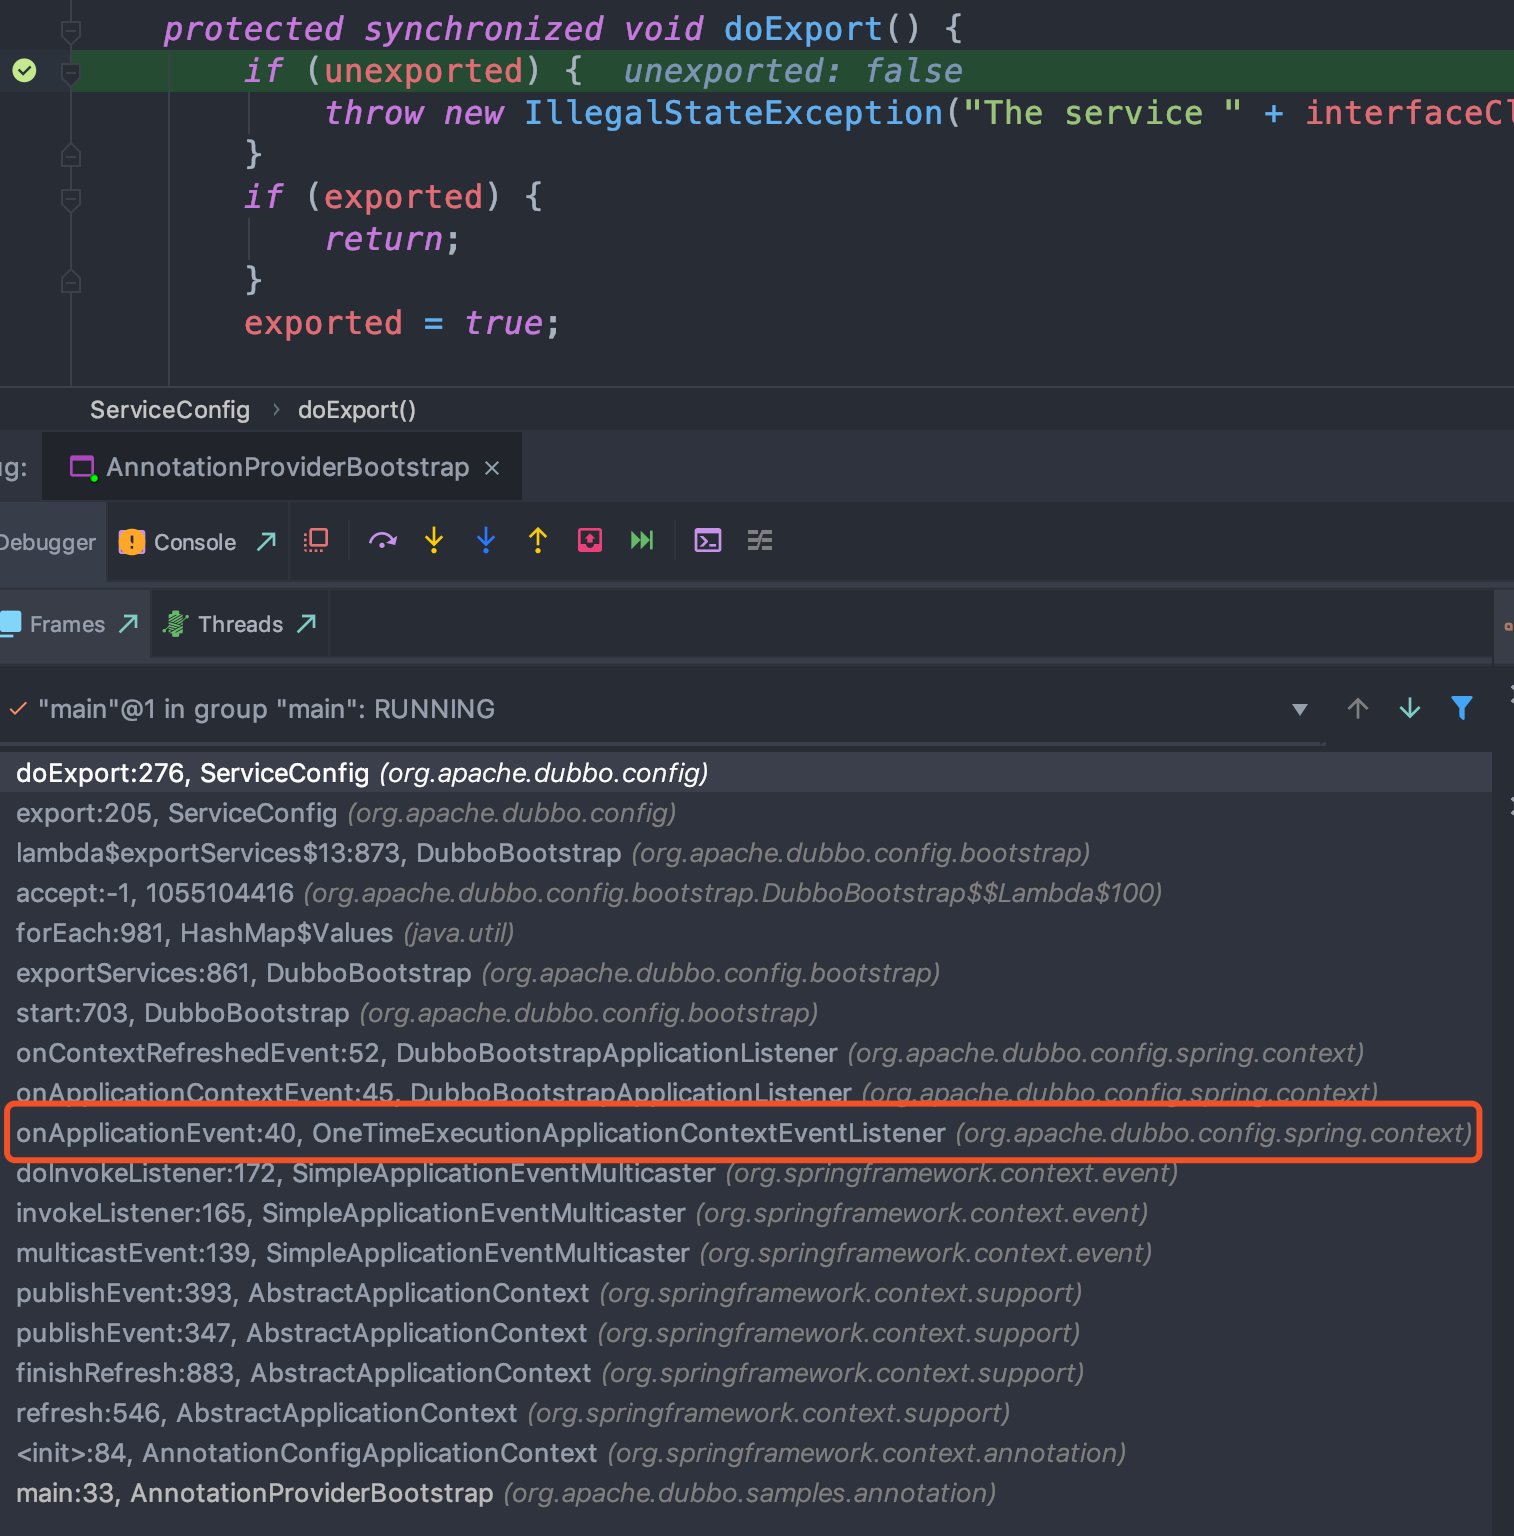 protected synchronized void doExport() {
if (unexported) {  unexported: false
throw new IllegalStateException("The service " + interfaceCl
}
if (exported) {
return;
}
exported = true;
ServiceConfig › doExport()
ug: AnnotationProviderBootstrap ×
Debugger Console
Frames Threads
"main"@1 in group "main": RUNNING
doExport:276, ServiceConfig (org.apache.dubbo.config)
export:205, ServiceConfig (org.apache.dubbo.config)
lambda$exportServices$13:873, DubboBootstrap (org.apache.dubbo.config.bootstrap)
accept:-1, 1055104416 (org.apache.dubbo.config.bootstrap.DubboBootstrap$$Lambda$100)
forEach:981, HashMap$Values (java.util)
exportServices:861, DubboBootstrap (org.apache.dubbo.config.bootstrap)
start:703, DubboBootstrap (org.apache.dubbo.config.bootstrap)
onContextRefreshedEvent:52, DubboBootstrapApplicationListener (org.apache.dubbo.config.spring.context)
onApplicationContextEvent:45, DubboBootstrapApplicationListener (org.apache.dubbo.config.spring.context)
onApplicationEvent:40, OneTimeExecutionApplicationContextEventListener (org.apache.dubbo.config.spring.context)
doInvokeListener:172, SimpleApplicationEventMulticaster (org.springframework.context.event)
invokeListener:165, SimpleApplicationEventMulticaster (org.springframework.context.event)
multicastEvent:139, SimpleApplicationEventMulticaster (org.springframework.context.event)
publishEvent:393, AbstractApplicationContext (org.springframework.context.support)
publishEvent:347, AbstractApplicationContext (org.springframework.context.support)
finishRefresh:883, AbstractApplicationContext (org.springframework.context.support)
refresh:546, AbstractApplicationContext (org.springframework.context.support)
<init>:84, AnnotationConfigApplicationContext (org.springframework.context.annotation)
main:33, AnnotationProviderBootstrap (org.apache.dubbo.samples.annotation)